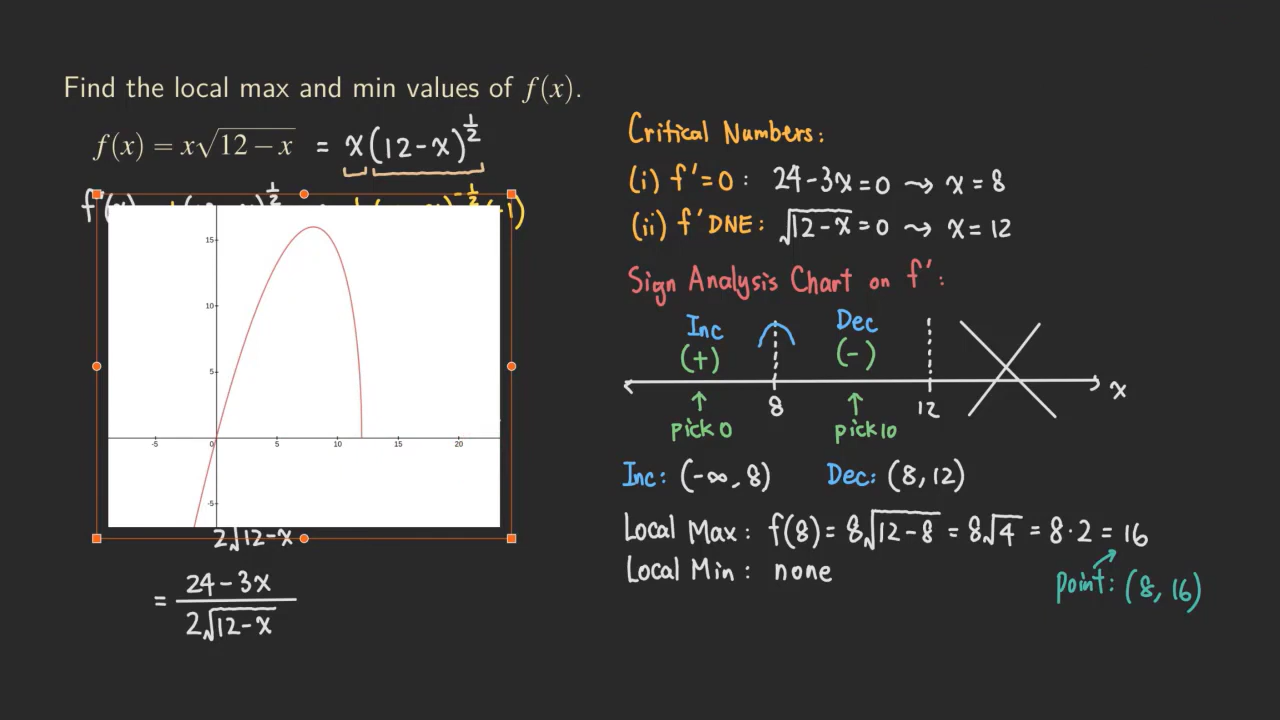 Find the local max and min values of f(x).
f(x) = x√(12 − x) = x(12−x)^(1/2)
-5 0 5 10 15 20
15
10
5
-5
2√(12−x)
= (24−3x)/(2√(12−x))
Critical Numbers:
(i) f'=0: 24−3x=0 ⤳ x=8
(ii) f' DNE: √(12−x)=0 ⤳ x=12
Sign Analysis Chart on f':
Inc Dec
(+) (−)
8 12 x
↑ ↑
pick 0 pick 10
Inc: (−∞, 8) Dec: (8, 12)
Local Max: f(8) = 8√(12−8) = 8√4 = 8·2 = 16
Local Min: none
point: (8, 16)